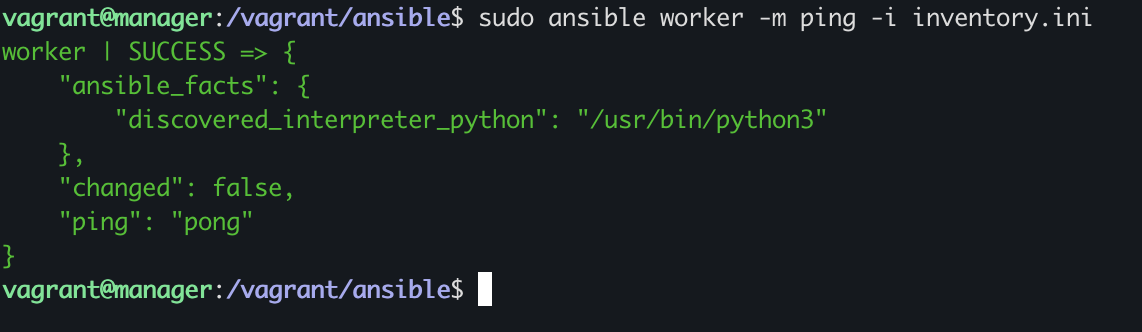 vagrant@manager:/vagrant/ansible$ sudo ansible worker -m ping -i inventory.ini
worker | SUCCESS => {
    "ansible_facts": {
        "discovered_interpreter_python": "/usr/bin/python3"
    },
    "changed": false,
    "ping": "pong"
}
vagrant@manager:/vagrant/ansible$